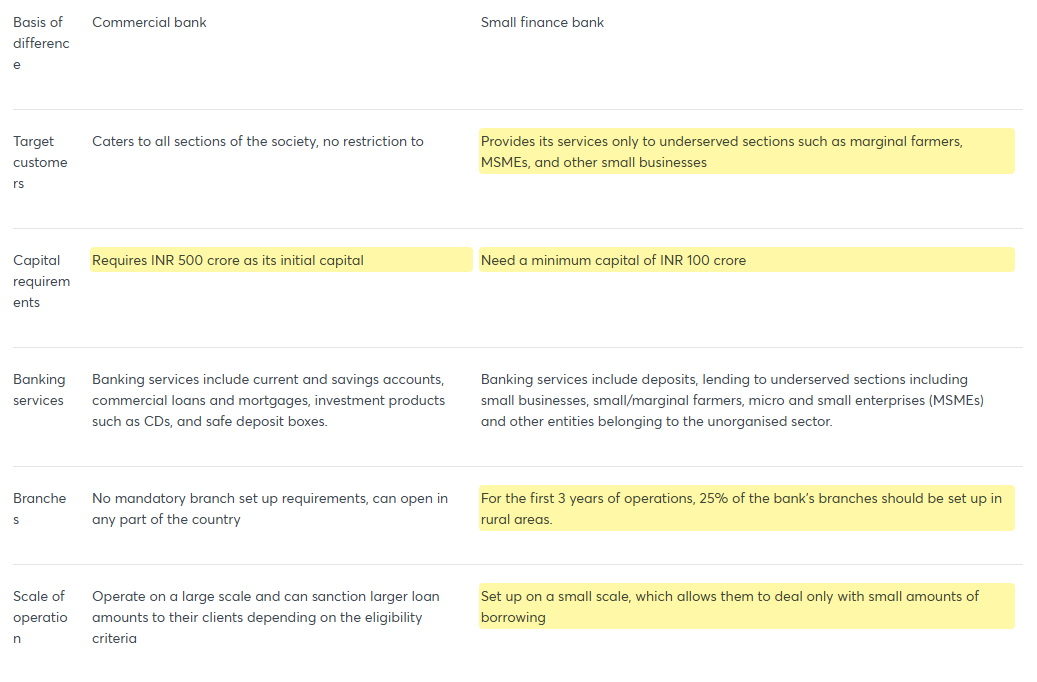 Basis of
differenc
e
Commercial bank
Small finance bank
Target
custome
rs
Caters to all sections of the society, no restriction to
Provides its services only to underserved sections such as marginal farmers,
MSMEs, and other small businesses
Capital
requirem
ents
Requires INR 500 crore as its initial capital
Need a minimum capital of INR 100 crore
Banking
services
Banking services include current and savings accounts,
commercial loans and mortgages, investment products
such as CDs, and safe deposit boxes.
Banking services include deposits, lending to underserved sections including
small businesses, small/marginal farmers, micro and small enterprises (MSMEs)
and other entities belonging to the unorganised sector.
Branche
s
No mandatory branch set up requirements, can open in
any part of the country
For the first 3 years of operations, 25% of the bank's branches should be set up in
rural areas.
Scale of
operatio
n
Operate on a large scale and can sanction larger loan
amounts to their clients depending on the eligibility
criteria
Set up on a small scale, which allows them to deal only with small amounts of
borrowing